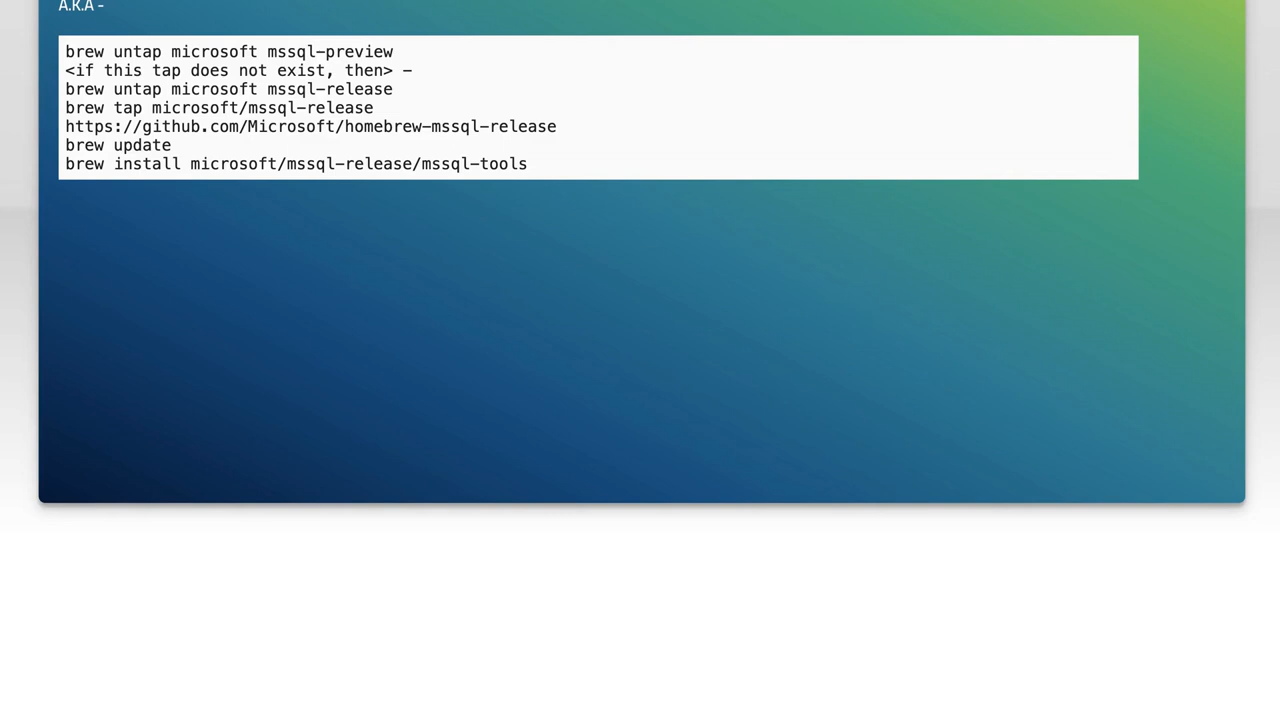 A.K.A -
brew untap microsoft mssql-preview
<if this tap does not exist, then> –
brew untap microsoft mssql-release
brew tap microsoft/mssql-release
https://github.com/Microsoft/homebrew-mssql-release
brew update
brew install microsoft/mssql-release/mssql-tools